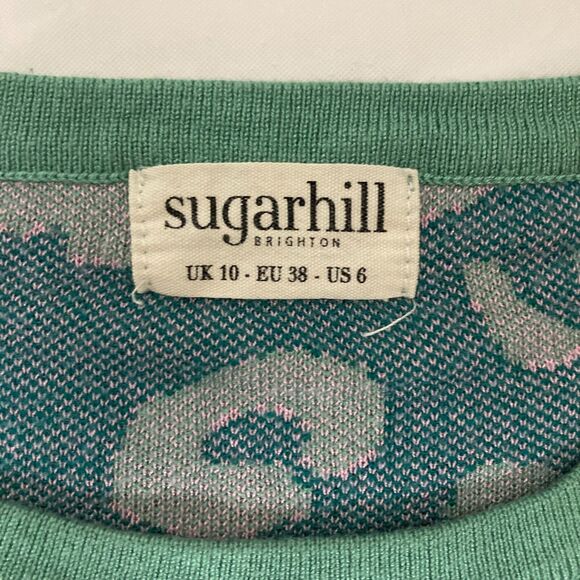 sugarhill
BRIGHTON
UK 10 - EU 38 - US 6